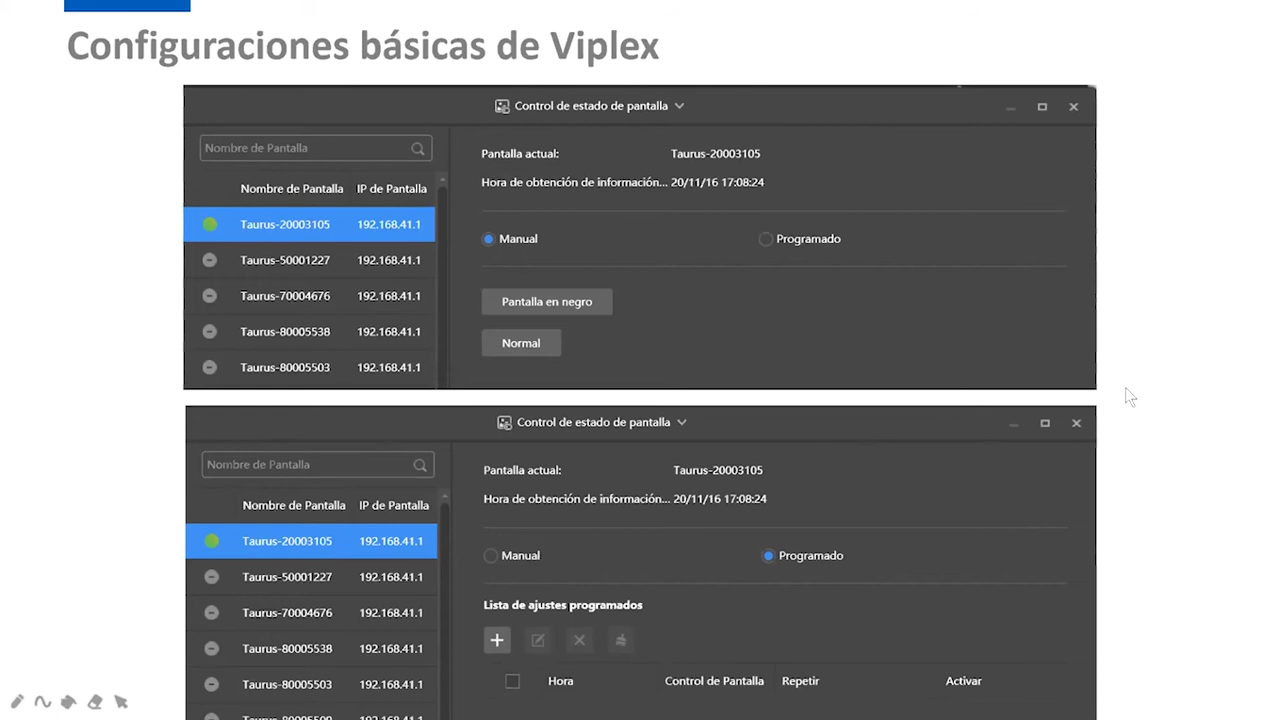 Configuraciones básicas de Viplex
Control de estado de pantalla
Nombre de Pantalla
Nombre de Pantalla IP de Pantalla
Taurus-20003105 192.168.41.1
Taurus-50001227 192.168.41.1
Taurus-70004676 192.168.41.1
Taurus-80005538 192.168.41.1
Taurus-80005503 192.168.41.1
Pantalla actual: Taurus-20003105
Hora de obtención de información... 20/11/16 17:08:24
Manual Programado
Pantalla en negro
Normal
Control de estado de pantalla
Nombre de Pantalla
Nombre de Pantalla IP de Pantalla
Taurus-20003105 192.168.41.1
Taurus-50001227 192.168.41.1
Taurus-70004676 192.168.41.1
Taurus-80005538 192.168.41.1
Taurus-80005503 192.168.41.1
Pantalla actual: Taurus-20003105
Hora de obtención de información... 20/11/16 17:08:24
Manual Programado
Lista de ajustes programados
Hora Control de Pantalla Repetir Activar